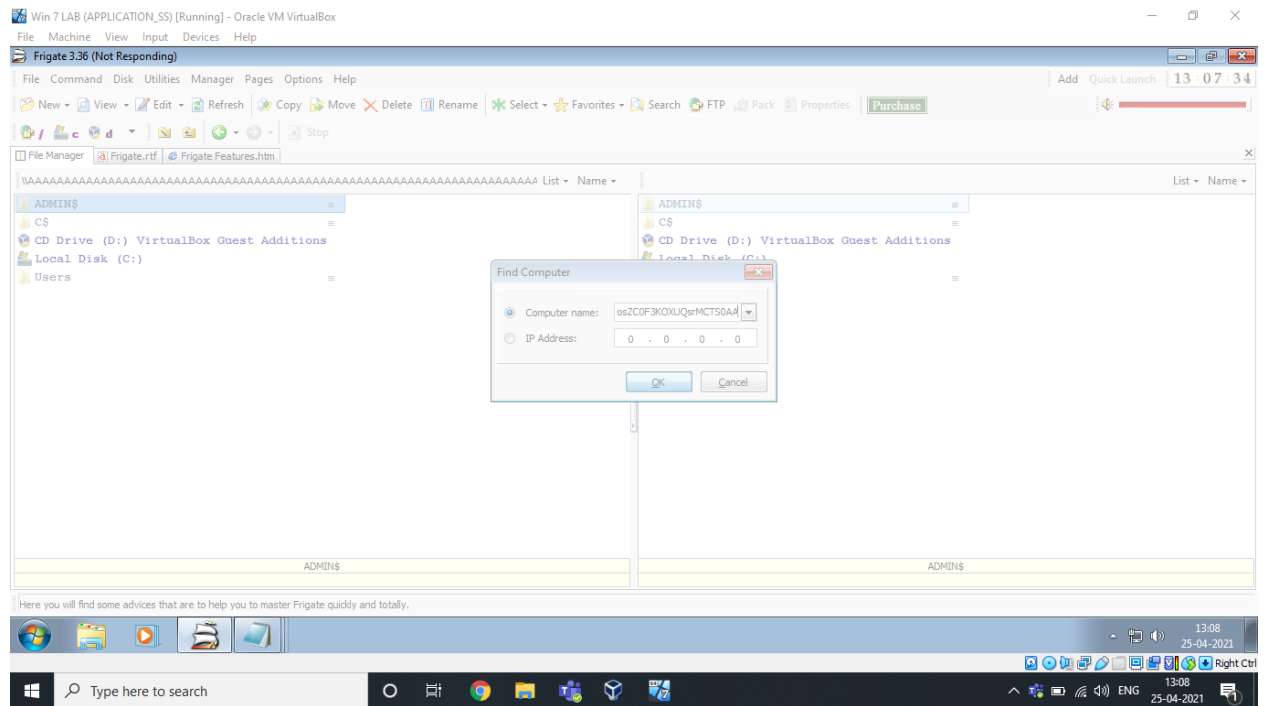 Win 7 LAB (APPLICATION_SS) [Running] - Oracle VM VirtualBox
File Machine View Input Devices Help
Frigate 3.36 (Not Responding)
File Command Disk Utilities Manager Pages Options Help Add Quick Launch 13:07:34
New View Edit Refresh Copy Move Delete Rename Select Favorites Search FTP Pack Properties Purchase
/ c d Stop
File Manager Frigate.rtf Frigate Features.htm
List Name List Name
ADMIN$ ADMIN$
C$ C$
CD Drive (D:) VirtualBox Guest Additions CD Drive (D:) VirtualBox Guest Additions
Local Disk (C:) Local Disk (C:)
Users
Find Computer
Computer name: osZC0F3KOXUQsrMCTS0AA
IP Address: 0 . 0 . 0 . 0
OK Cancel
ADMIN$ ADMIN$
Here you will find some advices that are to help you to master Frigate quickly and totally.
13:08
25-04-2021
Right Ctrl
Type here to search ENG 13:08
25-04-2021